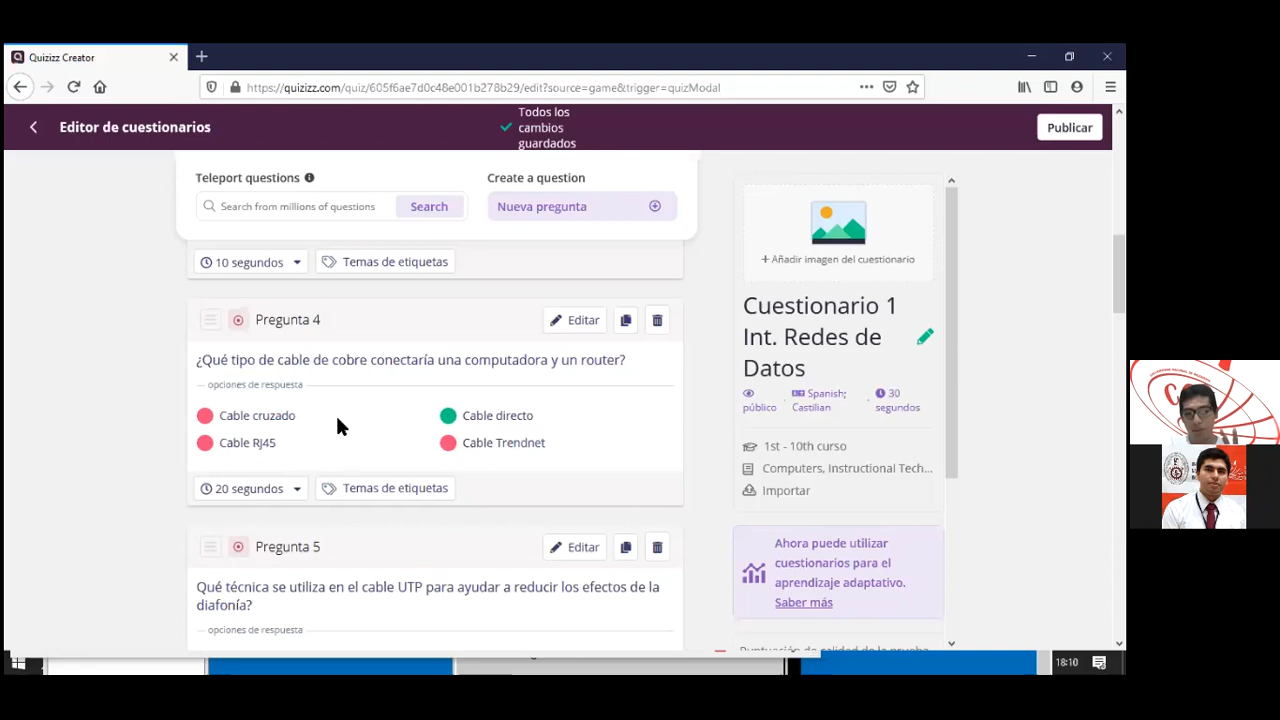 Quizizz Creator
https://quizizz.com/quiz/605f6ae7d0c48e001b278b29/edit?source=game&trigger=quizModal
Editor de cuestionarios
Todos los
cambios
guardados
Publicar
Teleport questions
Create a question
Search from millions of questions
Search
Nueva pregunta
10 segundos
Temas de etiquetas
Pregunta 4
Editar
¿Qué tipo de cable de cobre conectaría una computadora y un router?
opciones de respuesta
Cable cruzado
Cable directo
Cable RJ45
Cable Trendnet
20 segundos
Temas de etiquetas
Pregunta 5
Editar
Qué técnica se utiliza en el cable UTP para ayudar a reducir los efectos de la
diafonía?
opciones de respuesta
+ Añadir imagen del cuestionario
Cuestionario 1
Int. Redes de
Datos
público
Spanish;
Castilian
30
segundos
1st - 10th curso
Computers, Instructional Tech...
Importar
Ahora puede utilizar
cuestionarios para el
aprendizaje adaptativo.
Saber más
Puntuación de calidad de la prueba
18:10